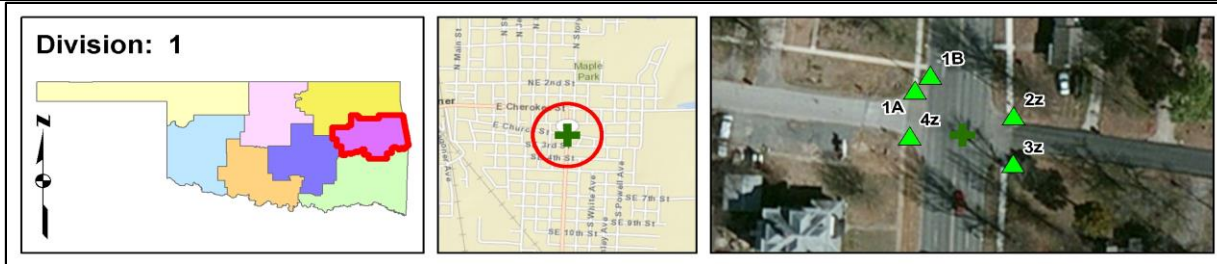 Division: 1
N
N Main St
N St
N Story
Maple
Park
NE 2nd St
ner
E Cherokee St
E Church St
SE 3rd St
SE 4th St
S White Ave
S Powell Ave
SE 7th St
SE 9th St
SE 10th St
1B
1A
2z
4z
3z